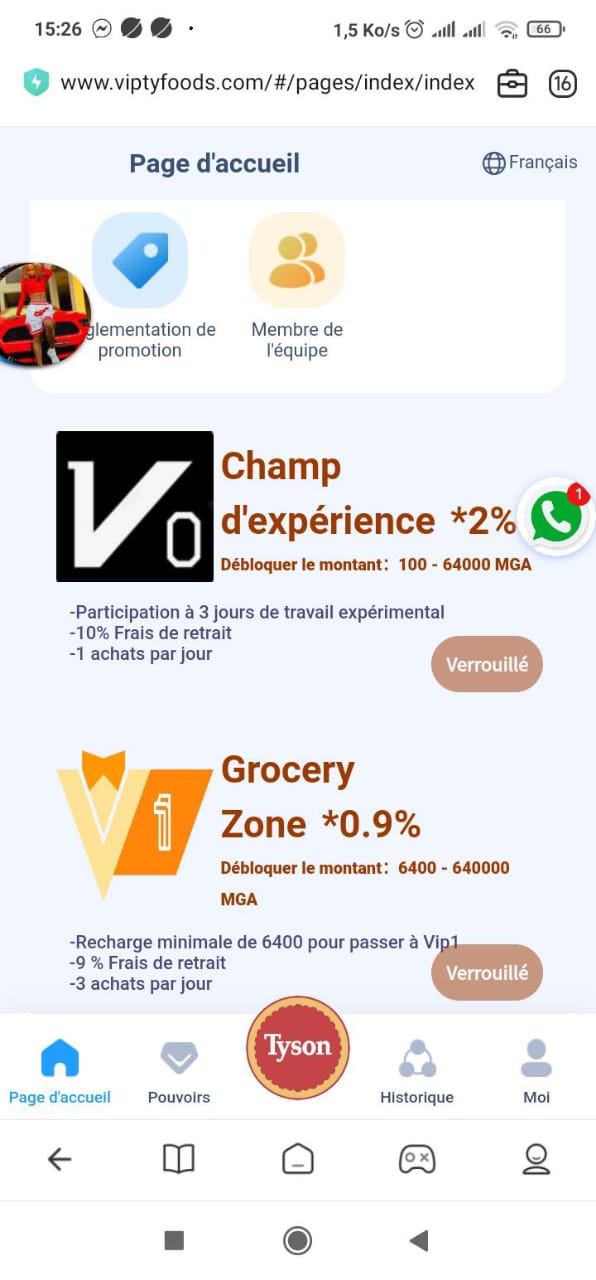 15:26
1,5 Ko/s
66
www.viptyfoods.com/#/pages/index/index
16
Page d'accueil
Français
glementation de
promotion
Membre de
l'équipe
V0
Champ
d'expérience *2%
1
Débloquer le montant: 100 - 64000 MGA
-Participation à 3 jours de travail expérimental
-10% Frais de retrait
-1 achats par jour
Verrouillé
V1
Grocery
Zone *0.9%
Débloquer le montant: 6400 - 640000
MGA
-Recharge minimale de 6400 pour passer à Vip1
-9 % Frais de retrait
-3 achats par jour
Verrouillé
Tyson
Page d'accueil
Pouvoirs
Historique
Moi